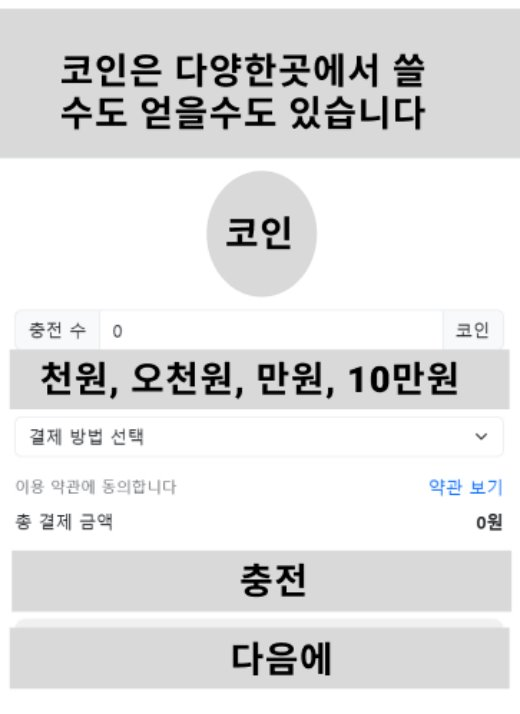 코인은 다양한곳에서 쓸
수도 얻을수도 있습니다
코인
충전 수 0 코인
천원, 오천원, 만원, 10만원
결제 방법 선택
이용 약관에 동의합니다 약관 보기
총 결제 금액 0원
충전
다음에